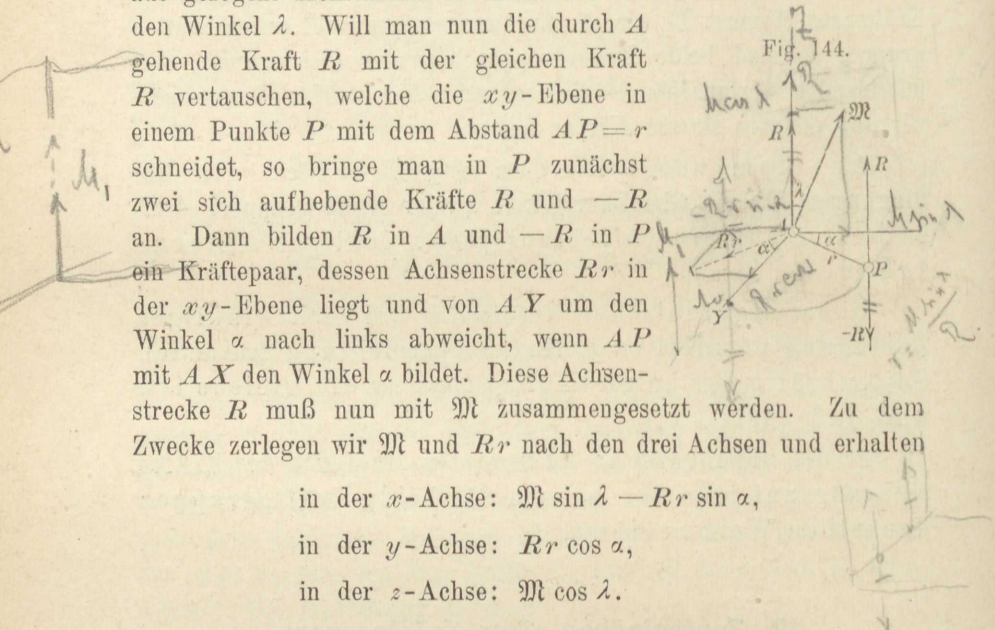 den Winkel λ. Will man nun die durch A
gehende Kraft R mit der gleichen Kraft
R vertauschen, welche die xy-Ebene in
einem Punkte P mit dem Abstand AP = r
schneidet, so bringe man in P zunächst
zwei sich aufhebende Kräfte R und — R
an. Dann bilden R in A und — R in P
ein Kräftepaar, dessen Achsenstrecke Rr in
der xy-Ebene liegt und von AY um den
Winkel α nach links abweicht, wenn AP
mit AX den Winkel α bildet. Diese Achsen-
strecke R muß nun mit 𝔐 zusammengesetzt werden. Zu dem
Zwecke zerlegen wir 𝔐 und Rr nach den drei Achsen und erhalten
in der x-Achse: 𝔐 sin λ — Rr sin α,
in der y-Achse: Rr cos α,
in der z-Achse: 𝔐 cos λ.
Fig. 144.
𝔐
R
R
λ
Rr
α
α
r
P
Y
-R